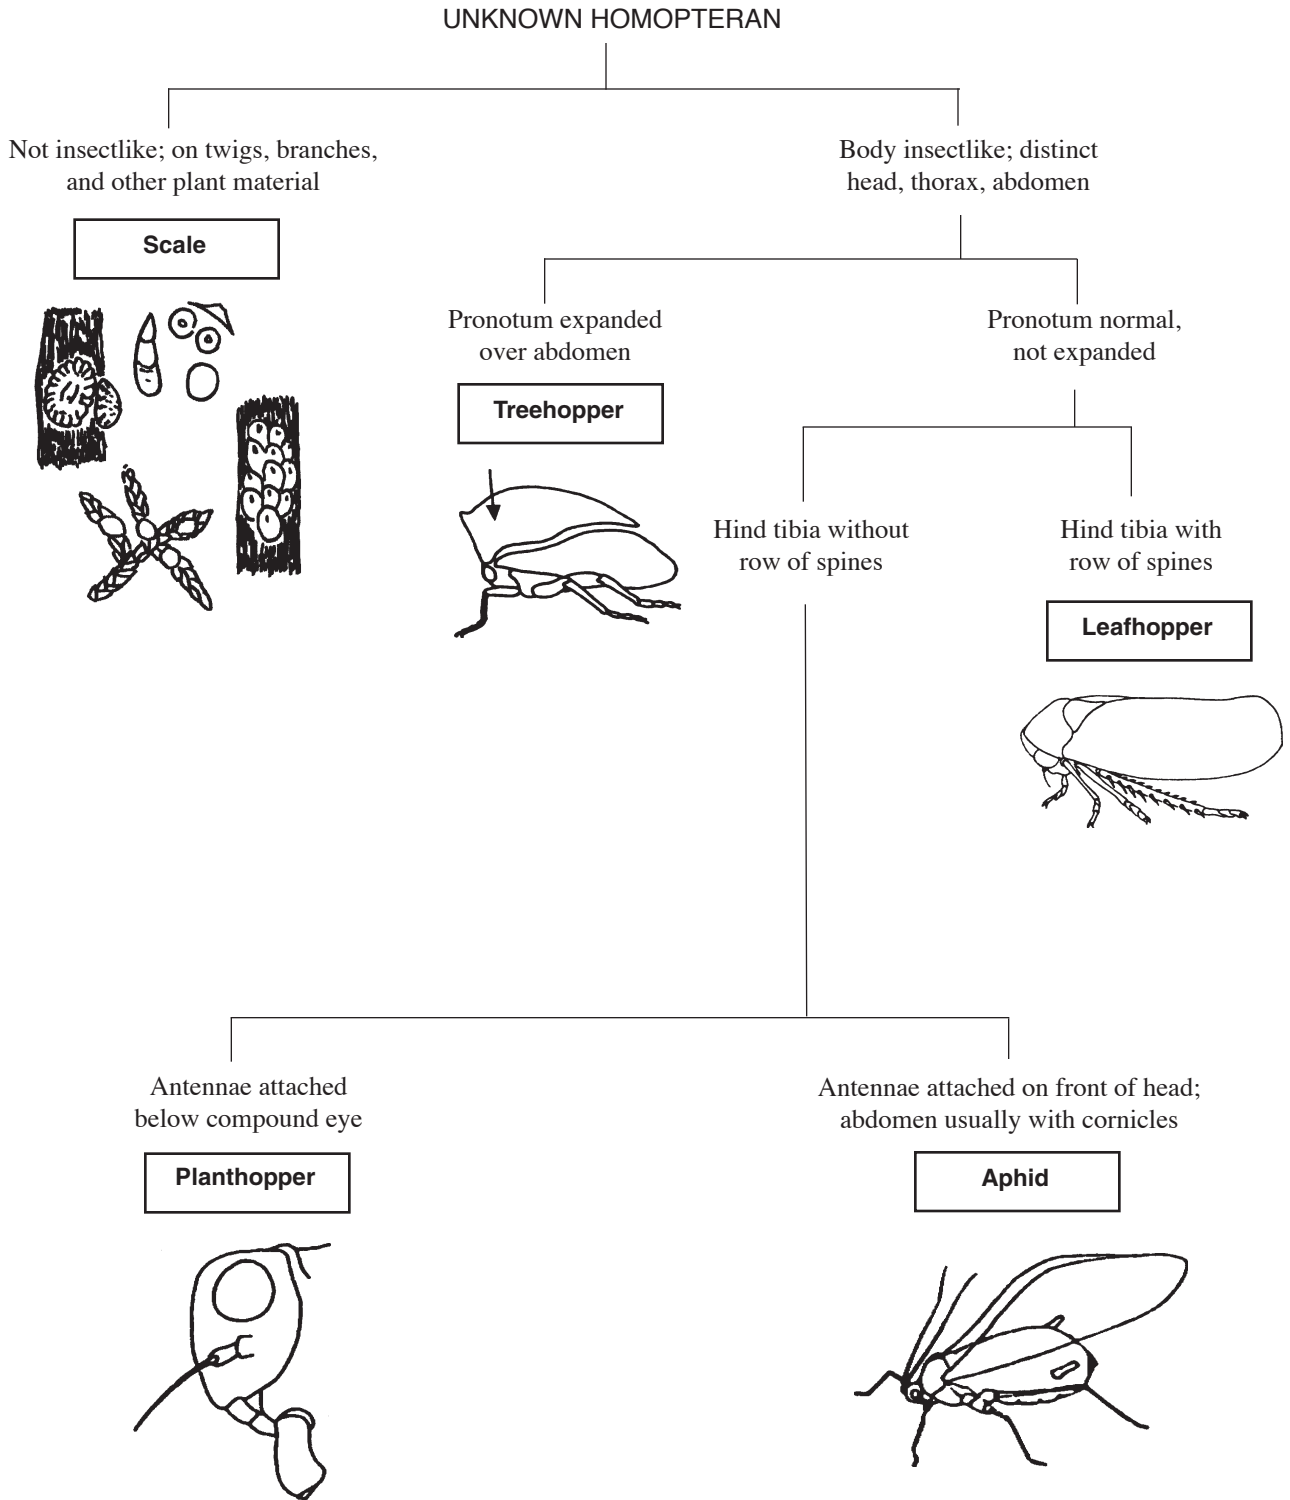 UNKNOWN HOMOPTERAN
Not insectlike; on twigs, branches,
and other plant material
Scale
Body insectlike; distinct
head, thorax, abdomen
Pronotum expanded
over abdomen
Treehopper
Pronotum normal,
not expanded
Hind tibia without
row of spines
Hind tibia with
row of spines
Leafhopper
Antennae attached
below compound eye
Planthopper
Antennae attached on front of head;
abdomen usually with cornicles
Aphid